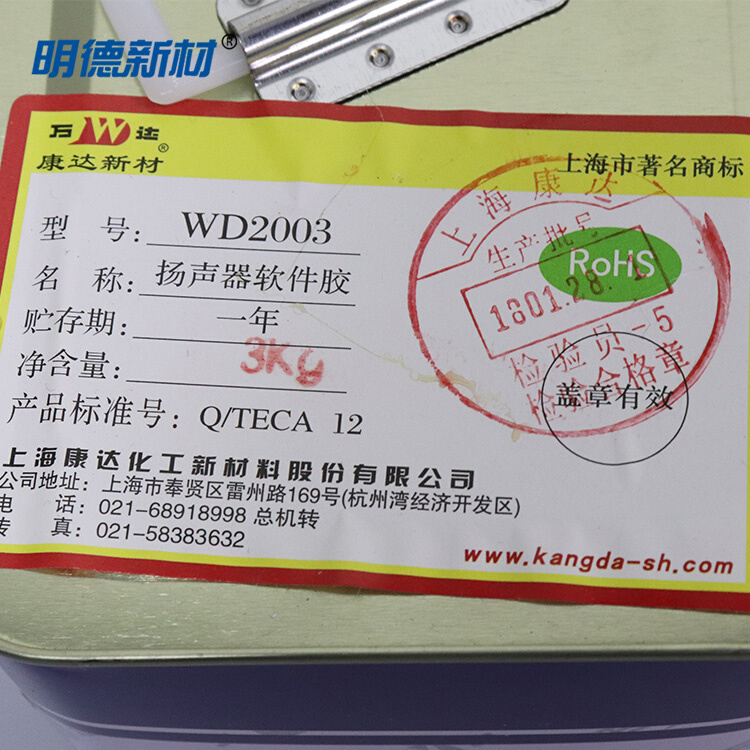 明德新材®
万W达®
康达新材
上海市著名商标
型 号: WD2003
名 称: 扬声器软件胶
贮存期: 一年
净含量: 3Kg
产品标准号: Q/TECA 12
上海康达
生产批号
RoHS
1801.28.1
检验员-5
检验合格章
盖章有效
上海康达化工新材料股份有限公司
公司地址: 上海市奉贤区雷州路169号(杭州湾经济开发区)
电 话: 021-68918998 总机转
传 真: 021-58383632
www.kangda-sh.com